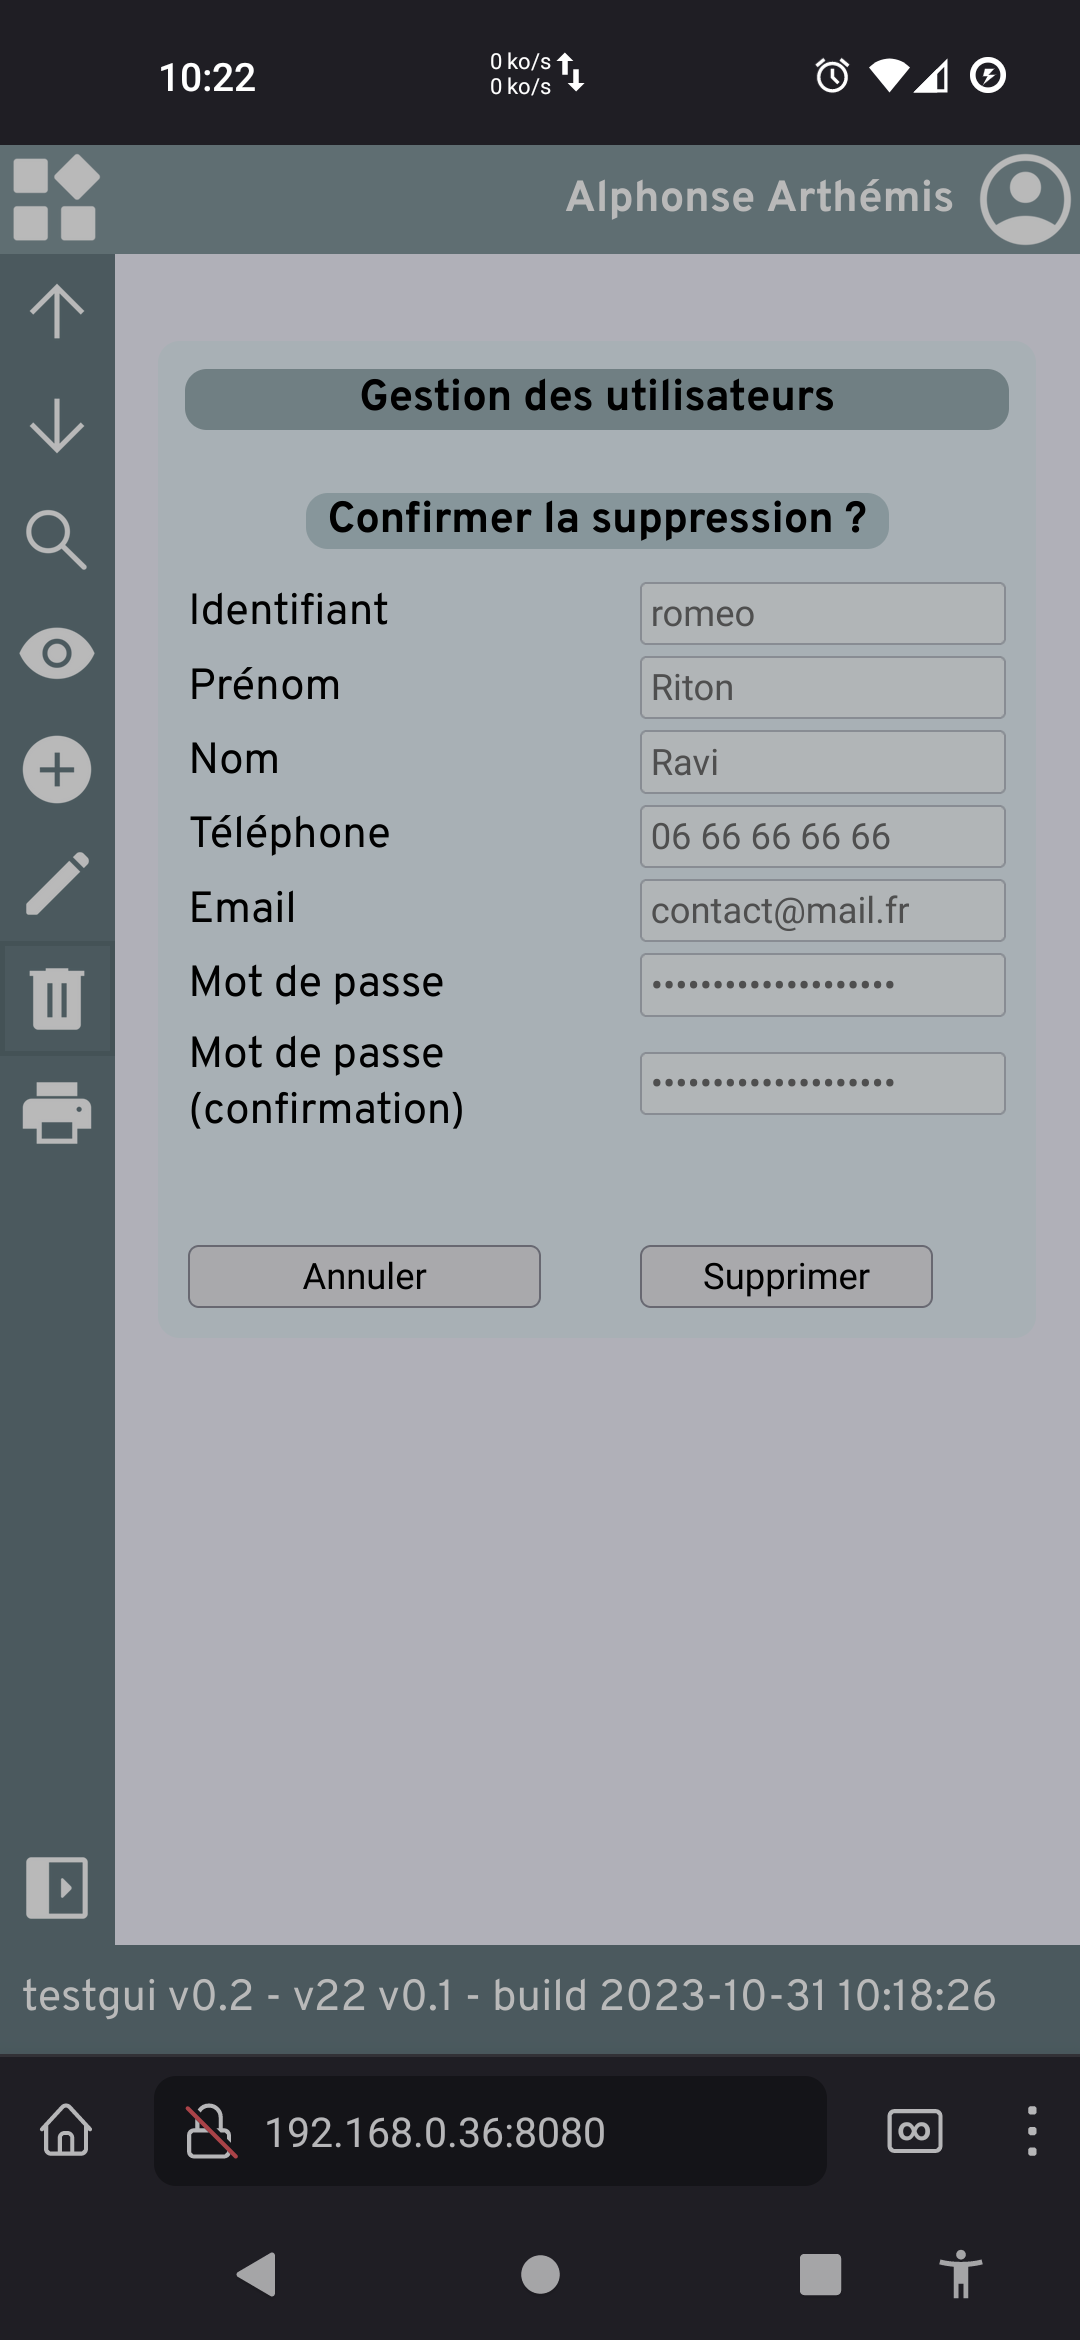 10:22
0 ko/s
0 ko/s
Alphonse Arthémis
Gestion des utilisateurs
Confirmer la suppression ?
Identifiant
romeo
Prénom
Riton
Nom
Ravi
Téléphone
06 66 66 66 66
Email
contact@mail.fr
Mot de passe
••••••••••••••••••••
Mot de passe
(confirmation)
••••••••••••••••••••
Annuler
Supprimer
testgui v0.2 - v22 v0.1 - build 2023-10-31 10:18:26
192.168.0.36:8080
∞